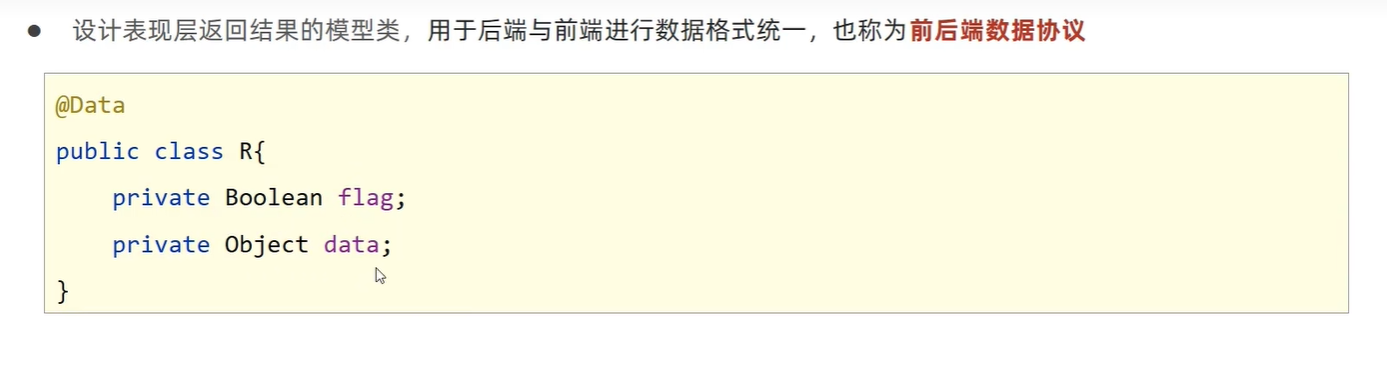 ● 设计表现层返回结果的模型类，用于后端与前端进行数据格式统一，也称为前后端数据协议
@Data
public class R{
    private Boolean flag;
    private Object data;
}